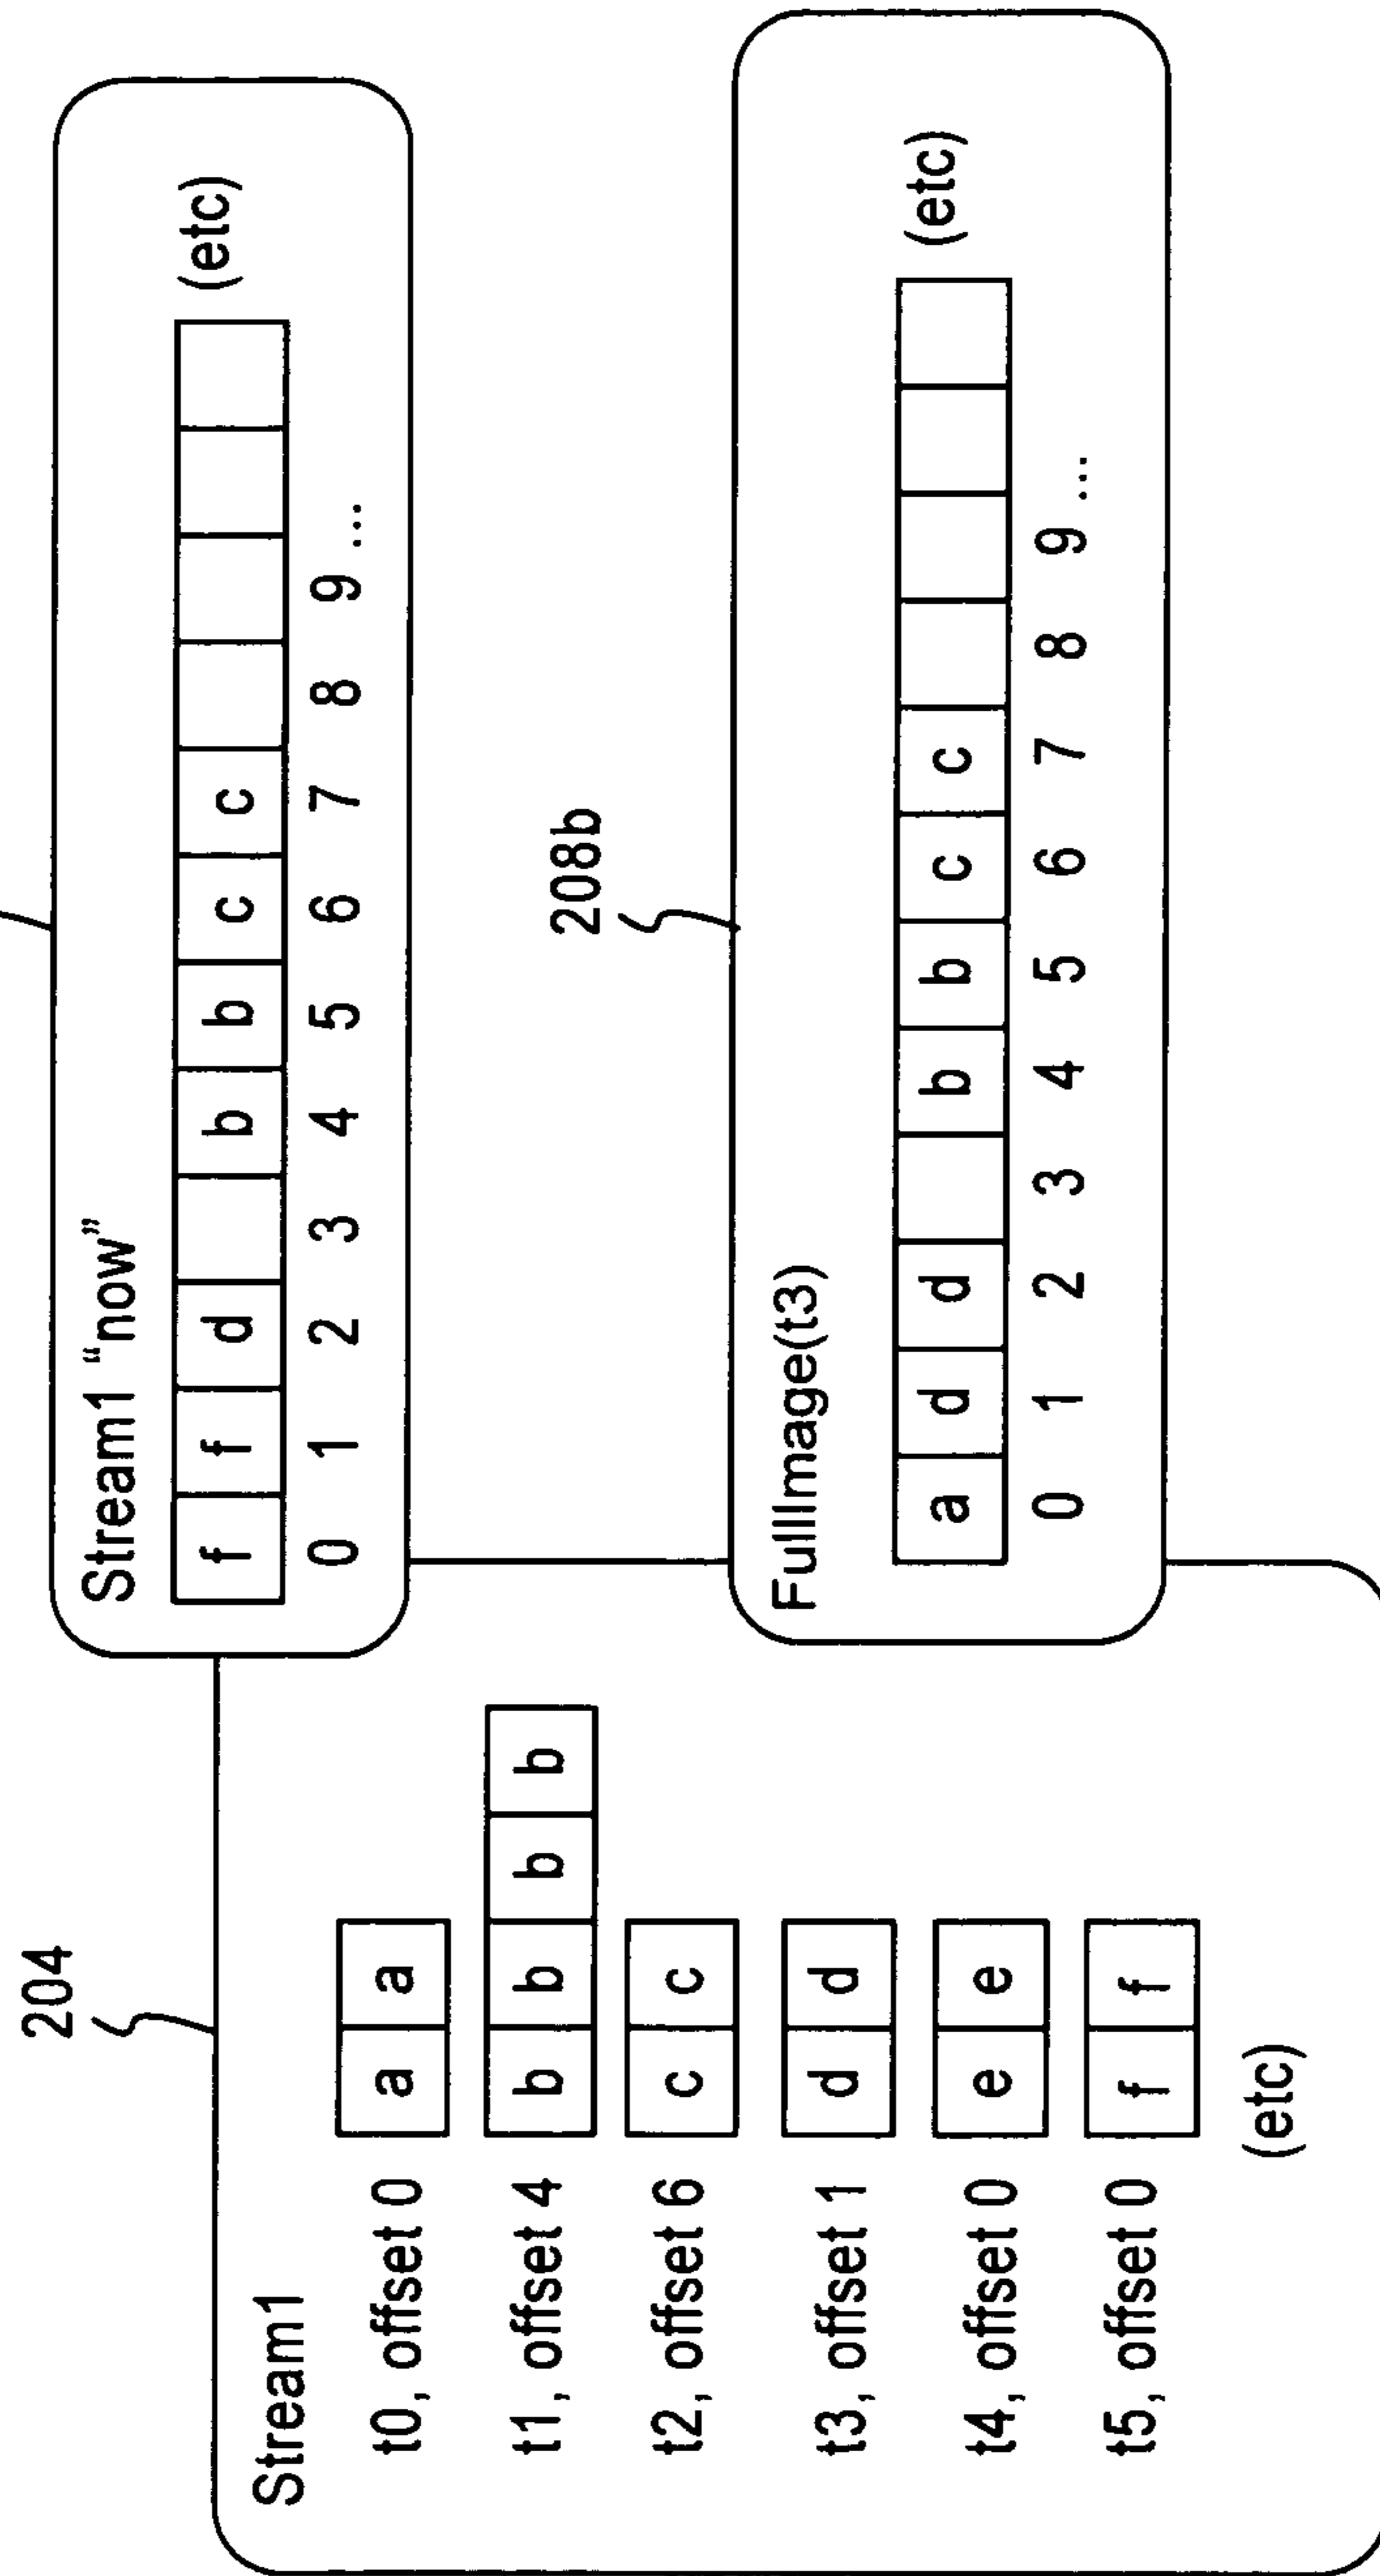 204
Stream1
t0, offset 0 a a
t1, offset 4 b b b b
t2, offset 6 c c
t3, offset 1 d d
t4, offset 0 e e
t5, offset 0 f f
(etc)
Stream1 “now”
f f d b b c c (etc)
0 1 2 3 4 5 6 7 8 9 ...
208b
FullImage(t3)
a d d b b c c (etc)
0 1 2 3 4 5 6 7 8 9 ...